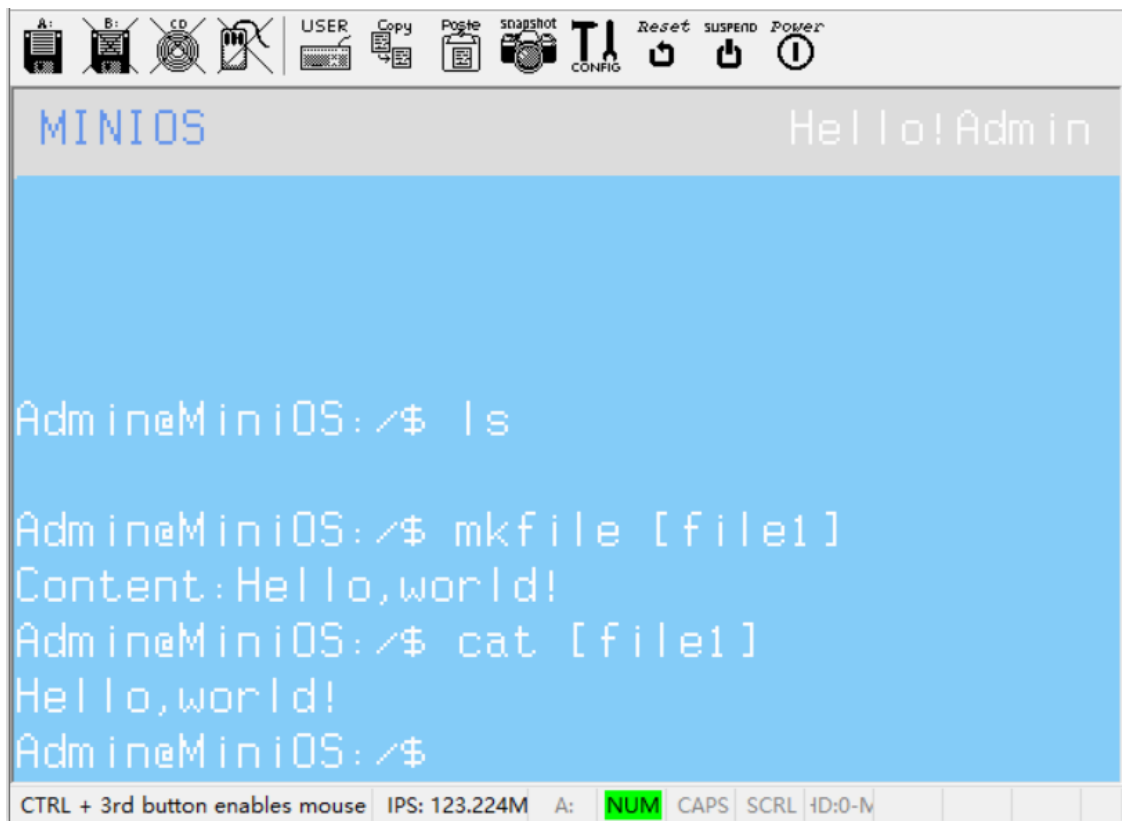 A: B: CD USER Copy Paste snapshot CONFIG Reset SUSPEND Power
MINIOS Hello!Admin
Admin@MiniOS:/$ ls
Admin@MiniOS:/$ mkfile [file1]
Content:Hello,world!
Admin@MiniOS:/$ cat [file1]
Hello,world!
Admin@MiniOS:/$
CTRL + 3rd button enables mouse IPS: 123.224M A: NUM CAPS SCRL HD:0-M